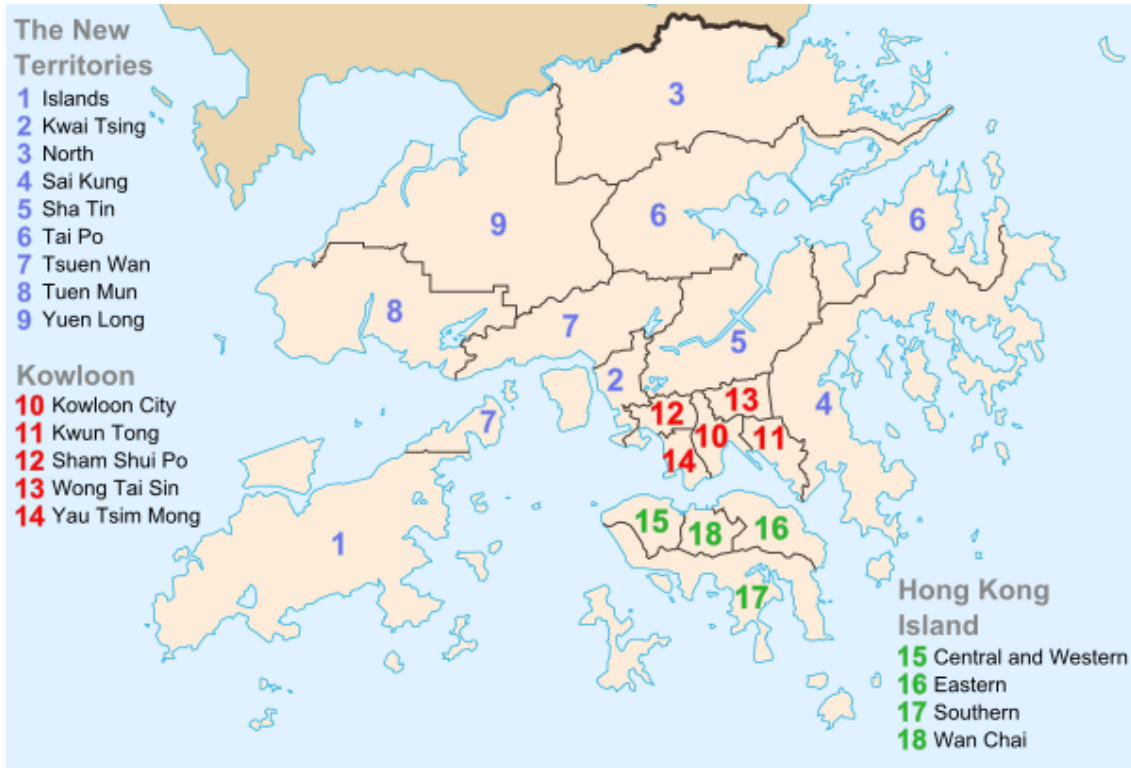 The New
Territories
1 Islands
2 Kwai Tsing
3 North
4 Sai Kung
5 Sha Tin
6 Tai Po
7 Tsuen Wan
8 Tuen Mun
9 Yuen Long
Kowloon
10 Kowloon City
11 Kwun Tong
12 Sham Shui Po
13 Wong Tai Sin
14 Yau Tsim Mong
3
6
6
9
8
7
5
2
13
4
12
7
10
11
14
15
16
18
1
17
Hong Kong
Island
15 Central and Western
16 Eastern
17 Southern
18 Wan Chai